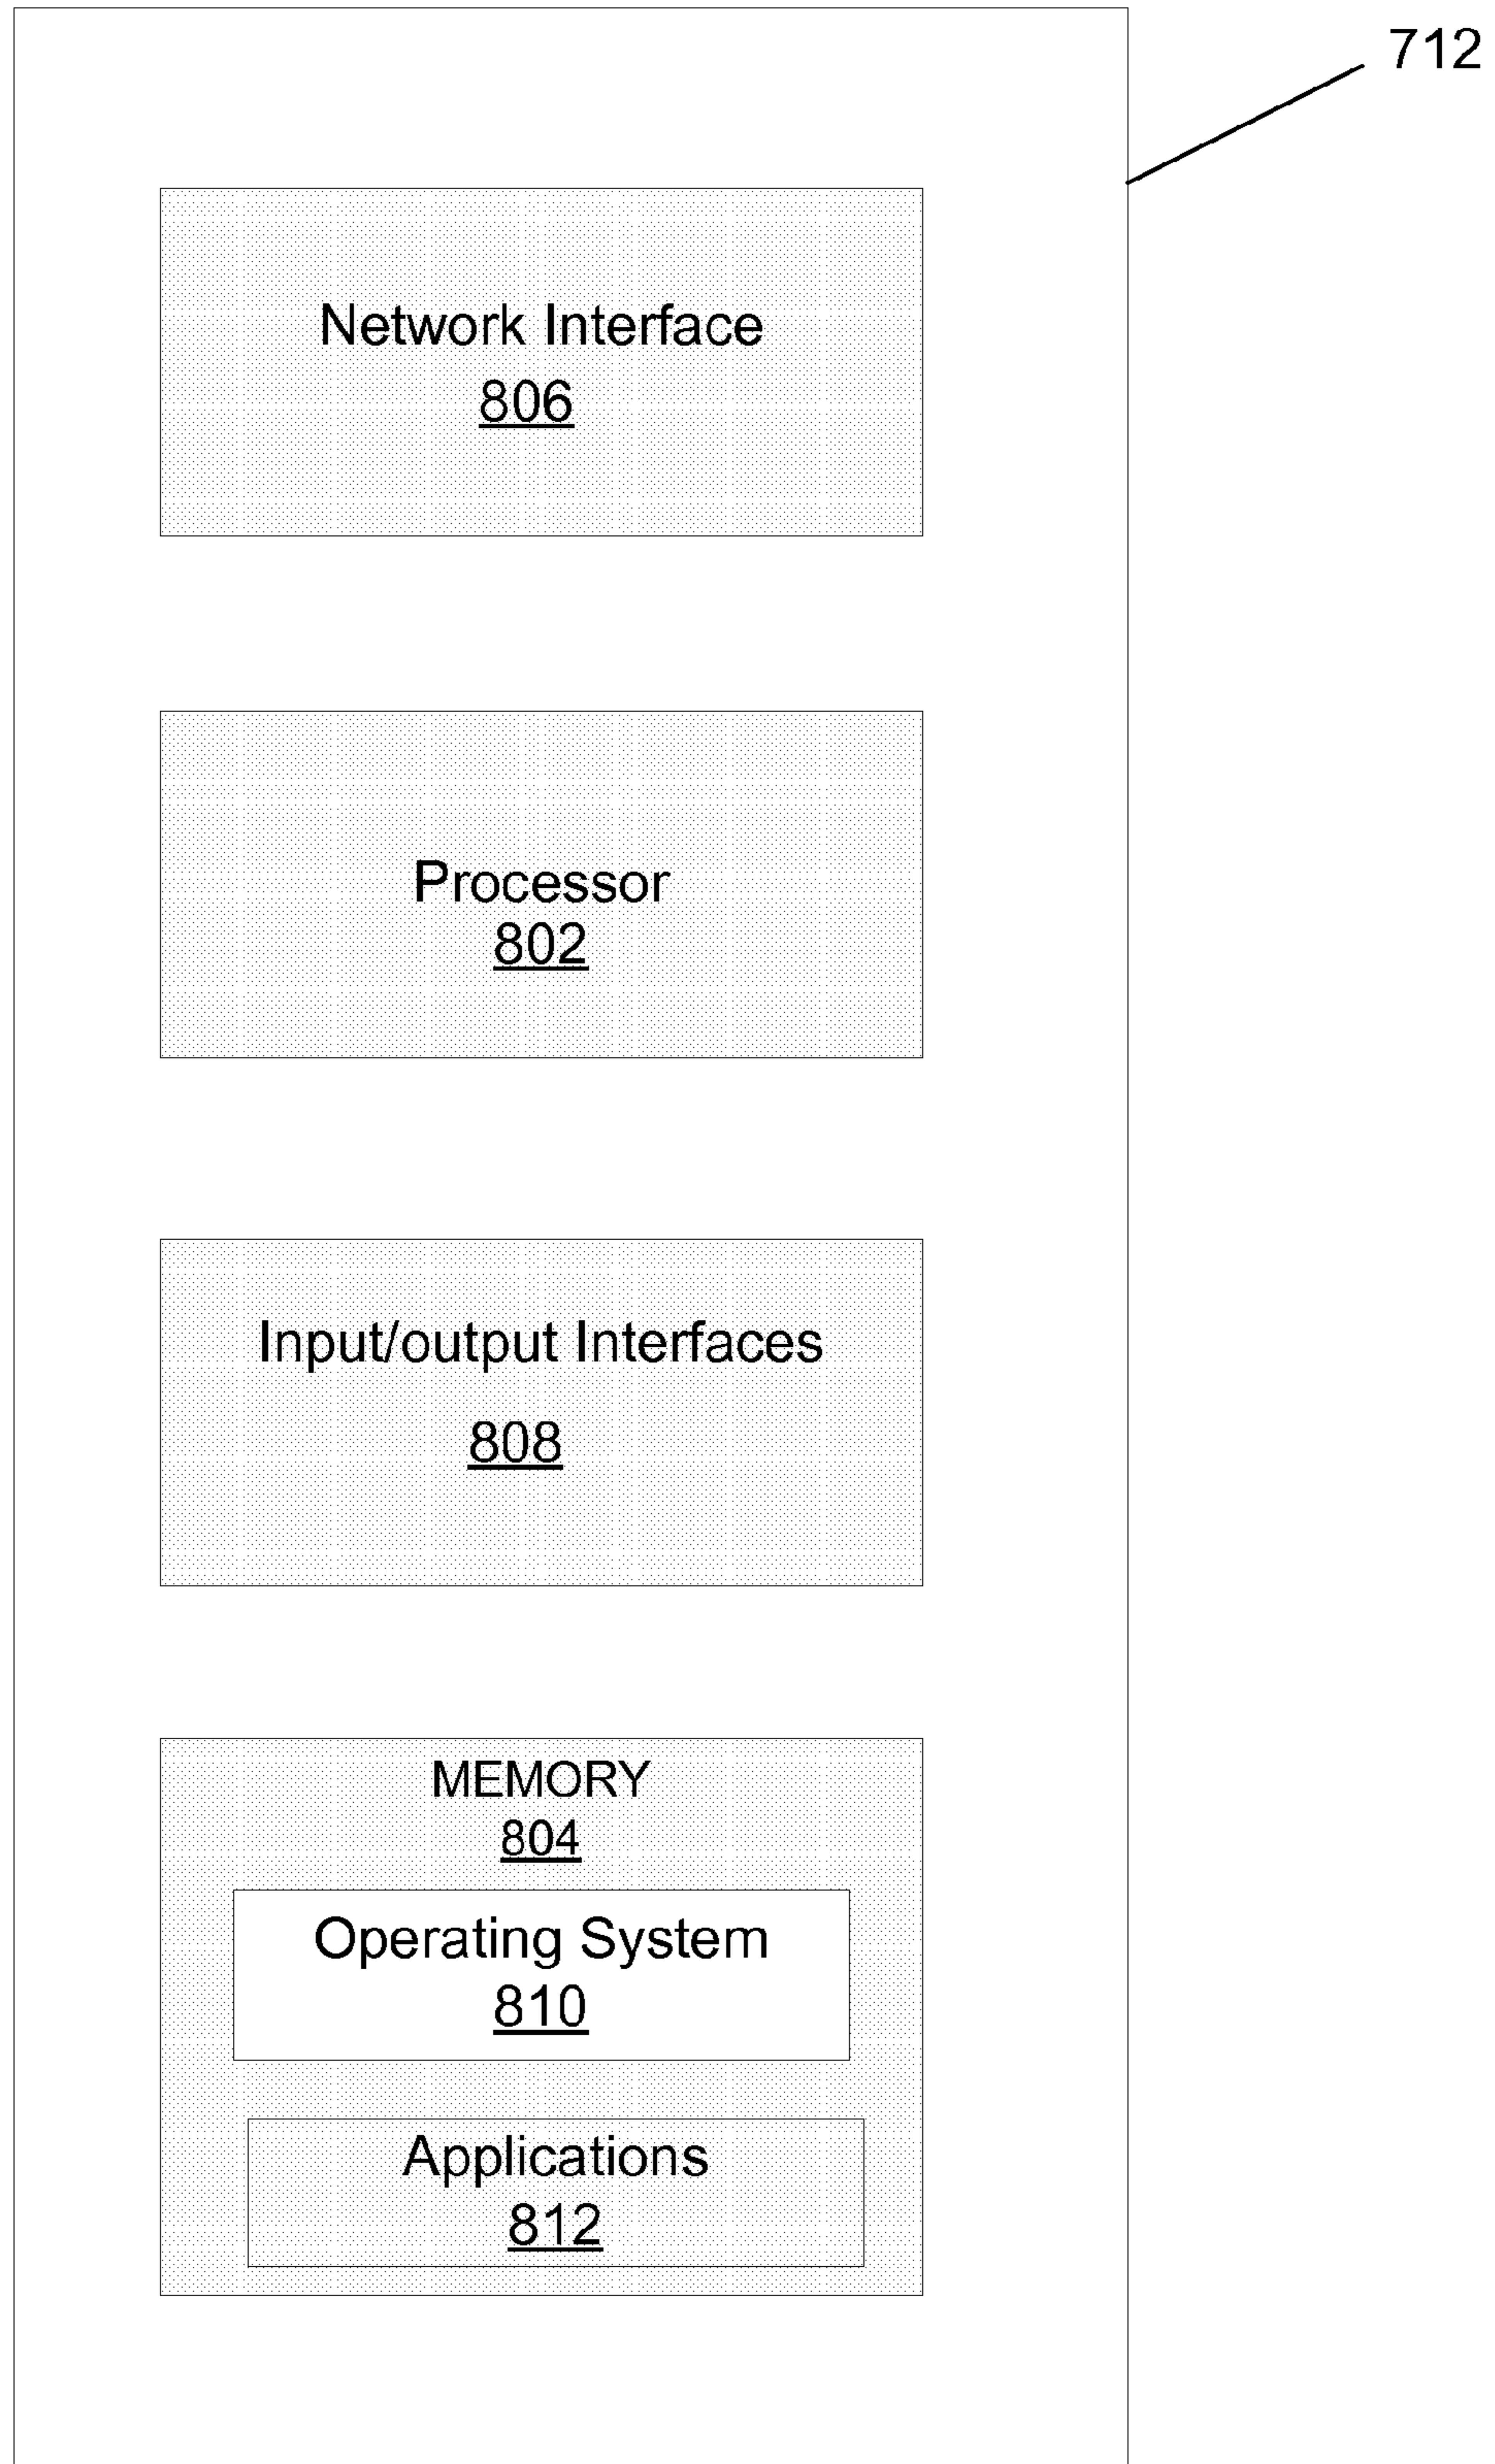 712
Network Interface
806
Processor
802
Input/output Interfaces
808
MEMORY
804
Operating System
810
Applications
812